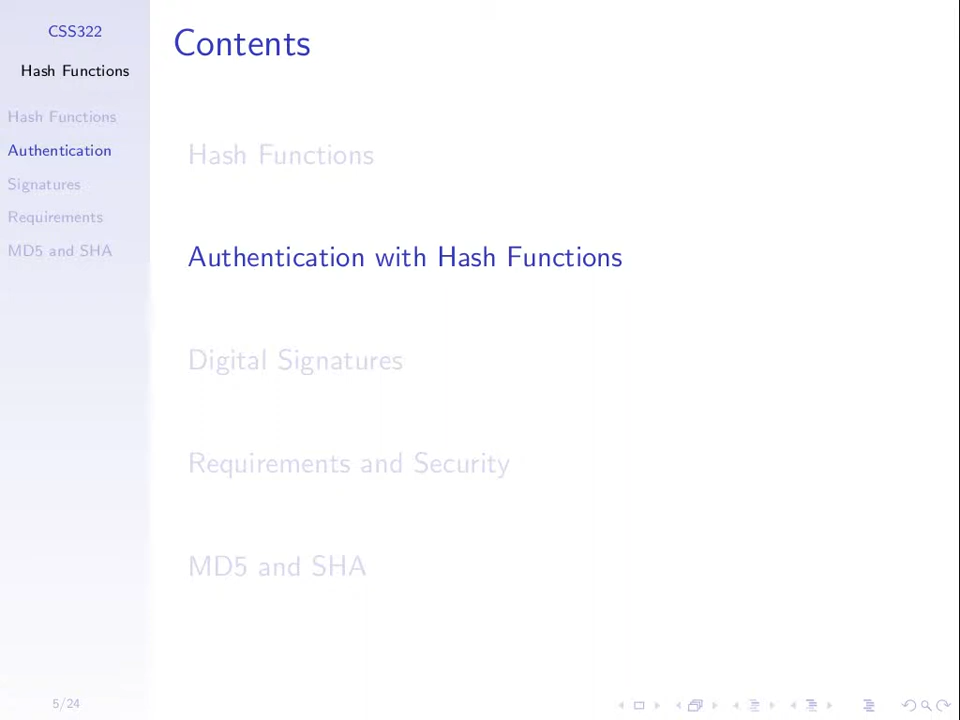 CSS322
Hash Functions
Hash Functions
Authentication
Signatures
Requirements
MD5 and SHA
Contents
Hash Functions
Authentication with Hash Functions
Digital Signatures
Requirements and Security
MD5 and SHA
5/24